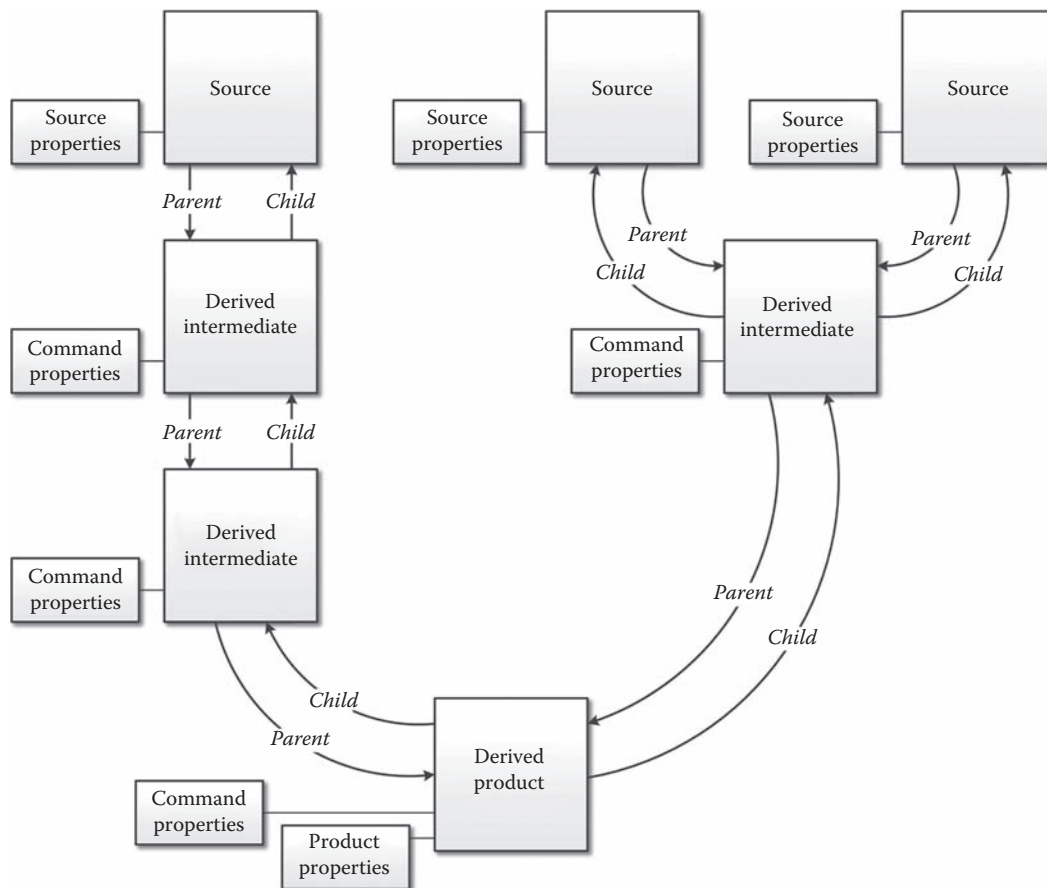 Source
Source
Source
Source
properties
Source
properties
Source
properties
Parent
Child
Parent
Parent
Child
Child
Derived
intermediate
Derived
intermediate
Command
properties
Command
properties
Parent
Child
Derived
intermediate
Command
properties
Parent
Child
Child
Parent
Derived
product
Command
properties
Product
properties